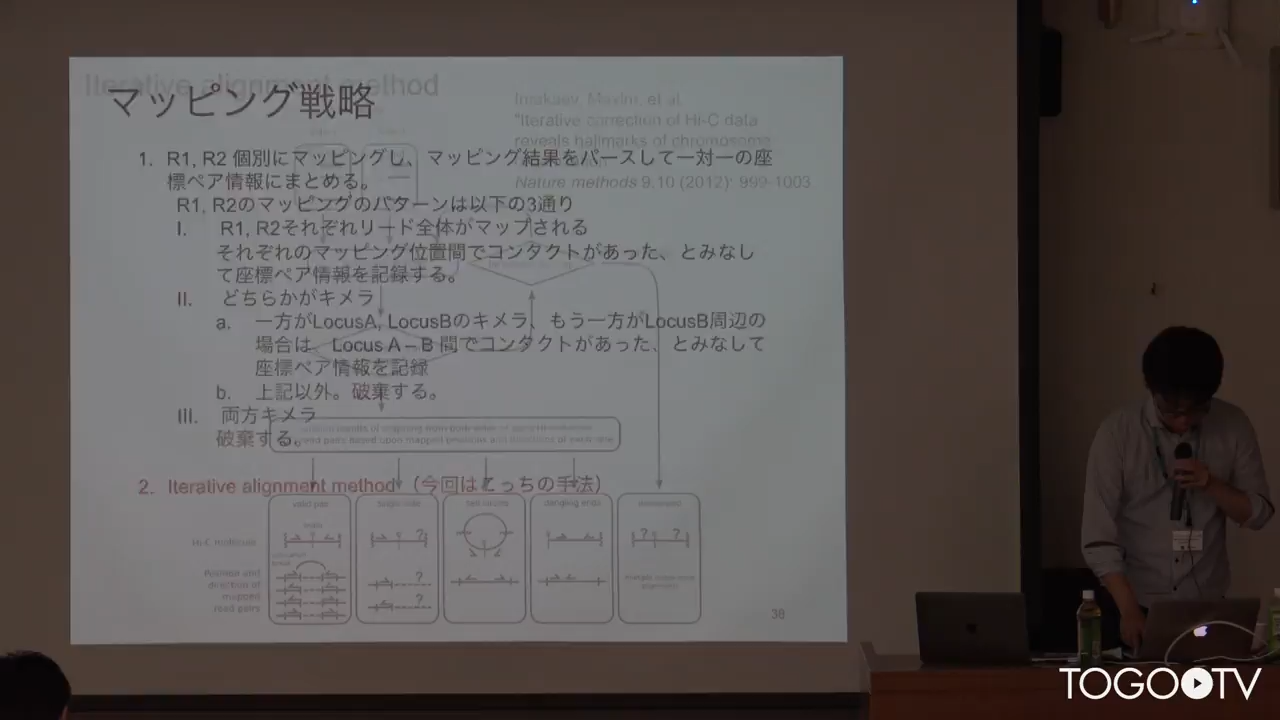 Iterative alignment method
マッピング戦略
Imakaev, Maxim, et al.
"Iterative correction of Hi-C data
reveals hallmarks of chromosome
Nature methods 9.10 (2012): 999-1003
1. R1, R2 個別にマッピングし、マッピング結果をパースして一対一の座
標ペア情報にまとめる。
R1, R2のマッピングのパターンは以下の3通り
I. R1, R2それぞれリード全体がマップされる
それぞれのマッピング位置間でコンタクトがあった、とみなし
て座標ペア情報を記録する。
II. どちらかがキメラ
a. 一方がLocusA, LocusBのキメラ、もう一方がLocusB周辺の
場合は Locus A – B 間でコンタクトがあった、とみなして
座標ペア情報を記録
b. 上記以外。破棄する。
III. 両方キメラ
破棄する。
2. Iterative alignment method （今回はこっちの手法）
valid pair
dangling ends
Hi-C molecule
? ? ?
Position and
direction of
mapped
read pairs
?
?
38
TOGOTV